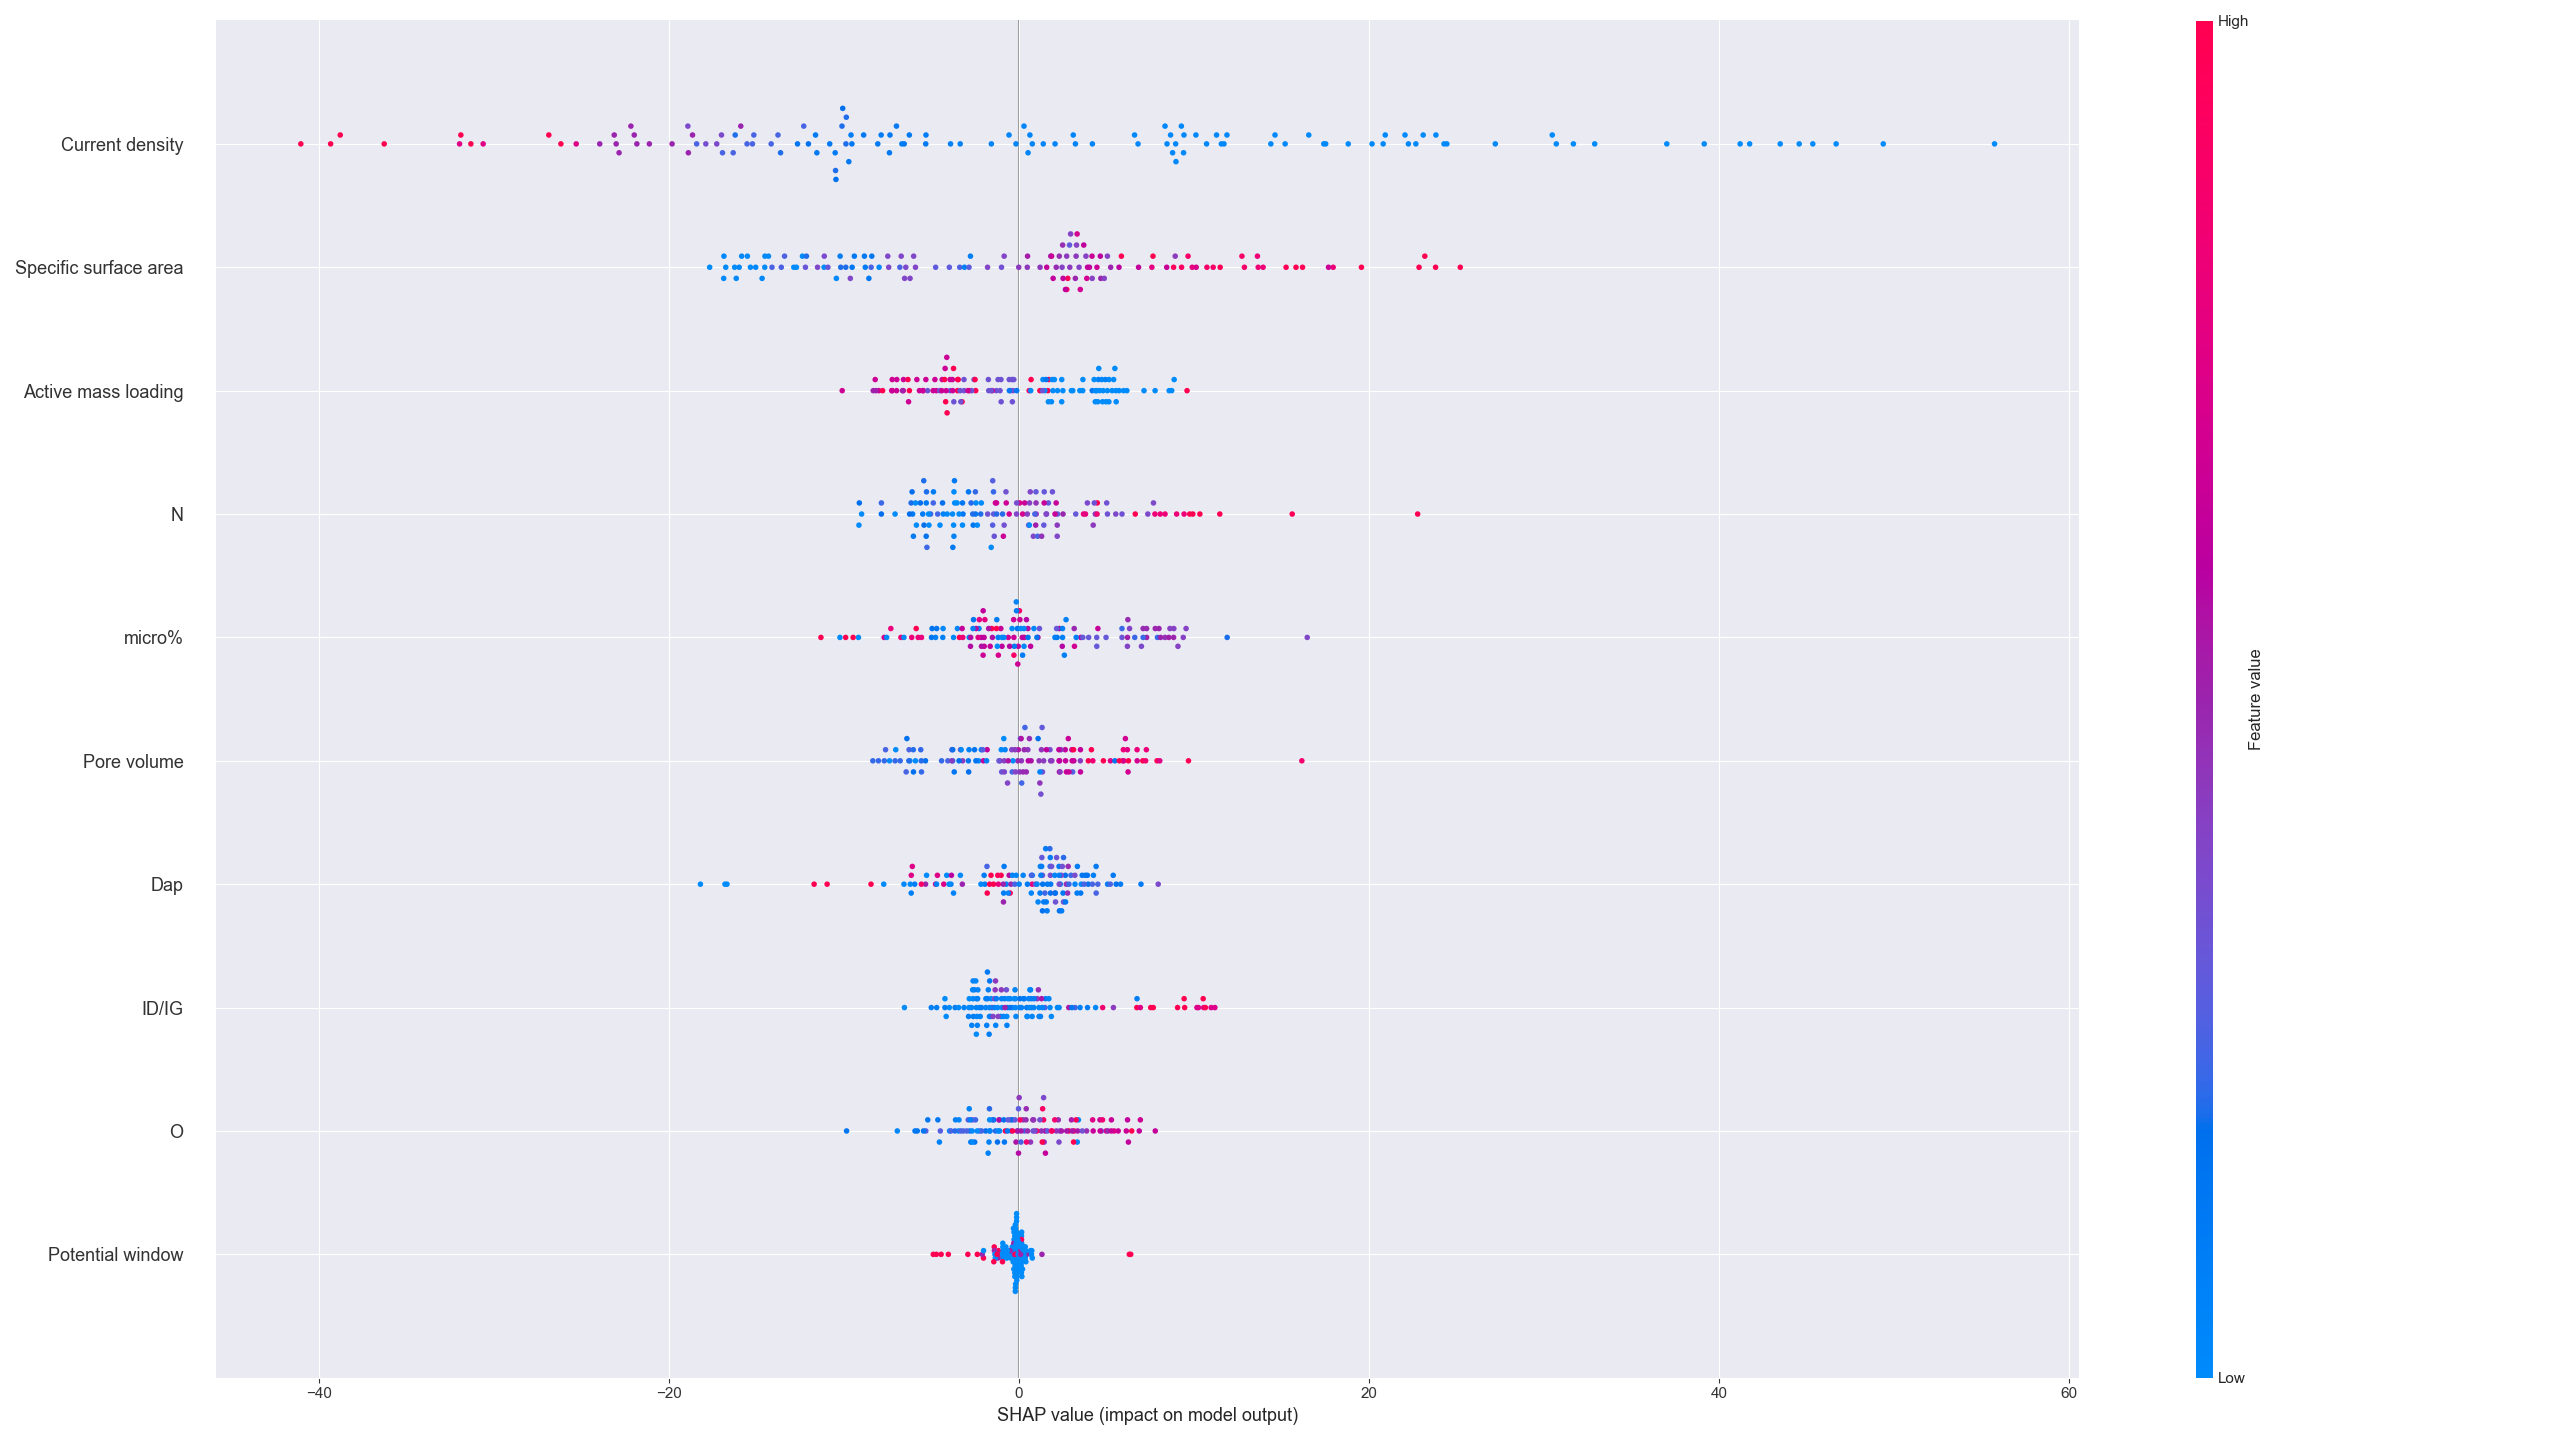 High
Current density
Specific surface area
Active mass loading
N
micro%
Pore volume
Dap
ID/IG
O
Potential window
Feature value
Low
−40 −20 0 20 40 60
SHAP value (impact on model output)